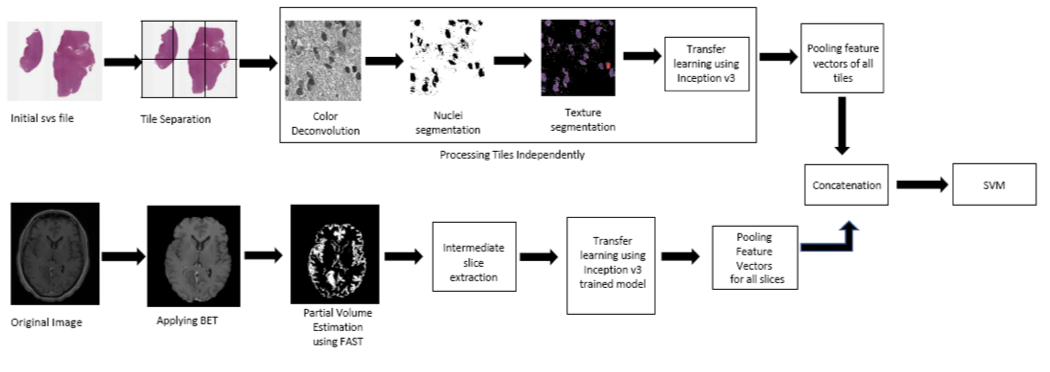 Initial svs file
Tile Separation
Color
Deconvolution
Nuclei
segmentation
Texture
segmentation
Transfer
learning using
Inception v3
Processing Tiles Independently
Pooling feature
vectors of all
tiles
Concatenation
SVM
Original Image
Applying BET
Partial Volume
Estimation
using FAST
Intermediate
slice
extraction
Transfer
learning using
Inception v3
trained model
Pooling
Feature
Vectors
for all slices